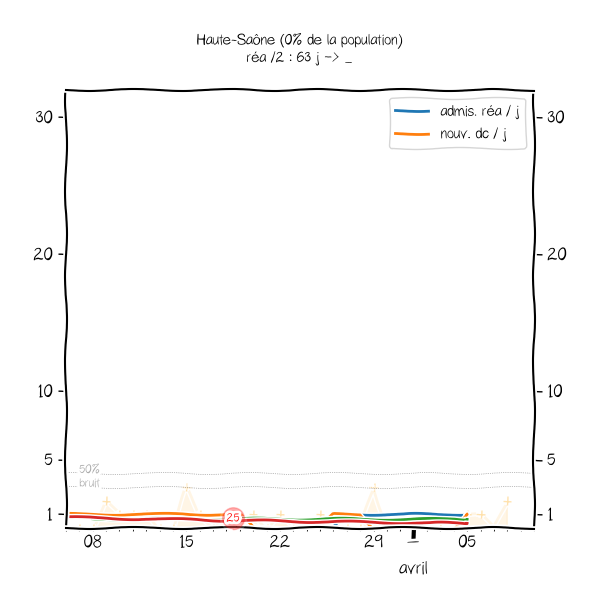 Haute-Saône (0% de la population)
réa /2 : 63 j -> _
admis. réa / j
nouv. dc / j
30
30
20
20
10
10
5
5
50%
bruit
1
1
25
08
15
22
29
05
avril